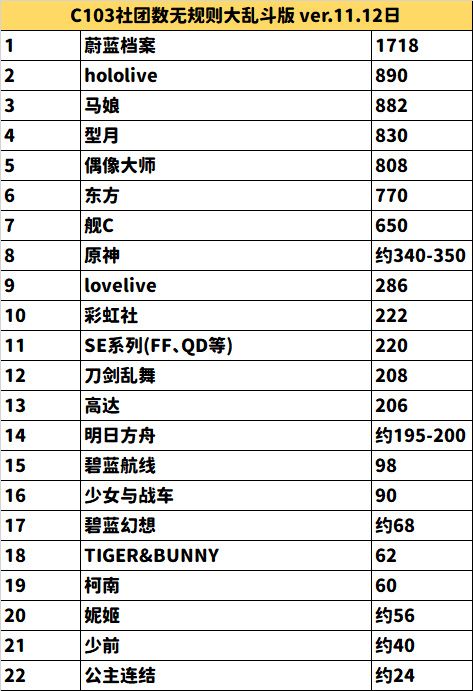 C103社团数无规则大乱斗版 ver.11.12日
1 蔚蓝档案 1718
2 hololive 890
3 马娘 882
4 型月 830
5 偶像大师 808
6 东方 770
7 舰C 650
8 原神 约340-350
9 lovelive 286
10 彩虹社 222
11 SE系列(FF、QD等) 220
12 刀剑乱舞 208
13 高达 206
14 明日方舟 约195-200
15 碧蓝航线 98
16 少女与战车 90
17 碧蓝幻想 约68
18 TIGER&BUNNY 62
19 柯南 60
20 妮姬 约56
21 少前 约40
22 公主连结 约24